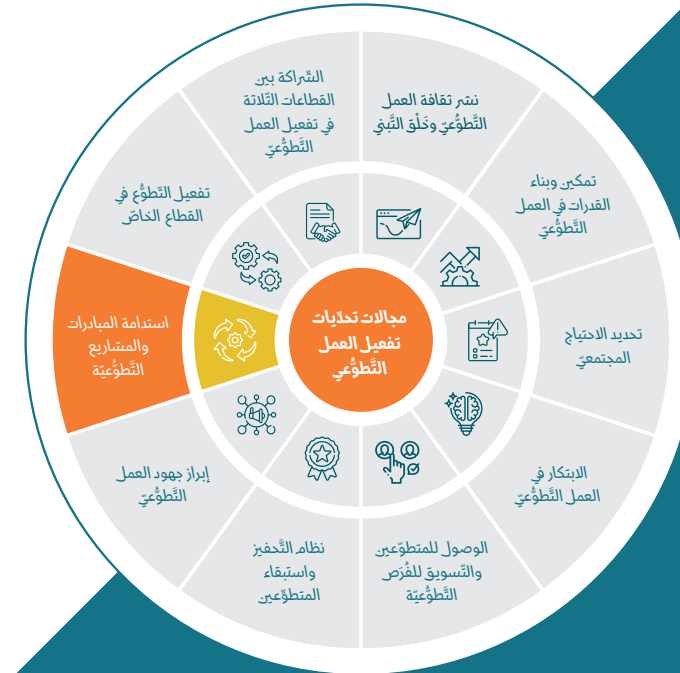 مجالات تحدّيات
تفعيل العمل
التَّطوُّعي
نشر ثقافة العمل
التَّطوُّعيّ وخَلْق التَّبنّي
تمكين وبناء
القدرات في العمل
التَّطوُّعيّ
تحديد الاحتياج
المجتمعيّ
الابتكار في
العمل التَّطوُّعيّ
الوصول للمتطوّعين
والتّسويق للفُرَص
التَّطوُّعيّة
نظام التَّحفيز
واستبقاء
المتطوِّعين
إبراز جهود العمل
التَّطوُّعيّ
استدامة المبادرات
والمشاريع
التَّطوُّعيّة
تفعيل التَّطوُّع في
القطاع الخاصّ
الشّراكة بين
القطاعات الثّلاثة
في تفعيل العمل
التَّطوُّعيّ